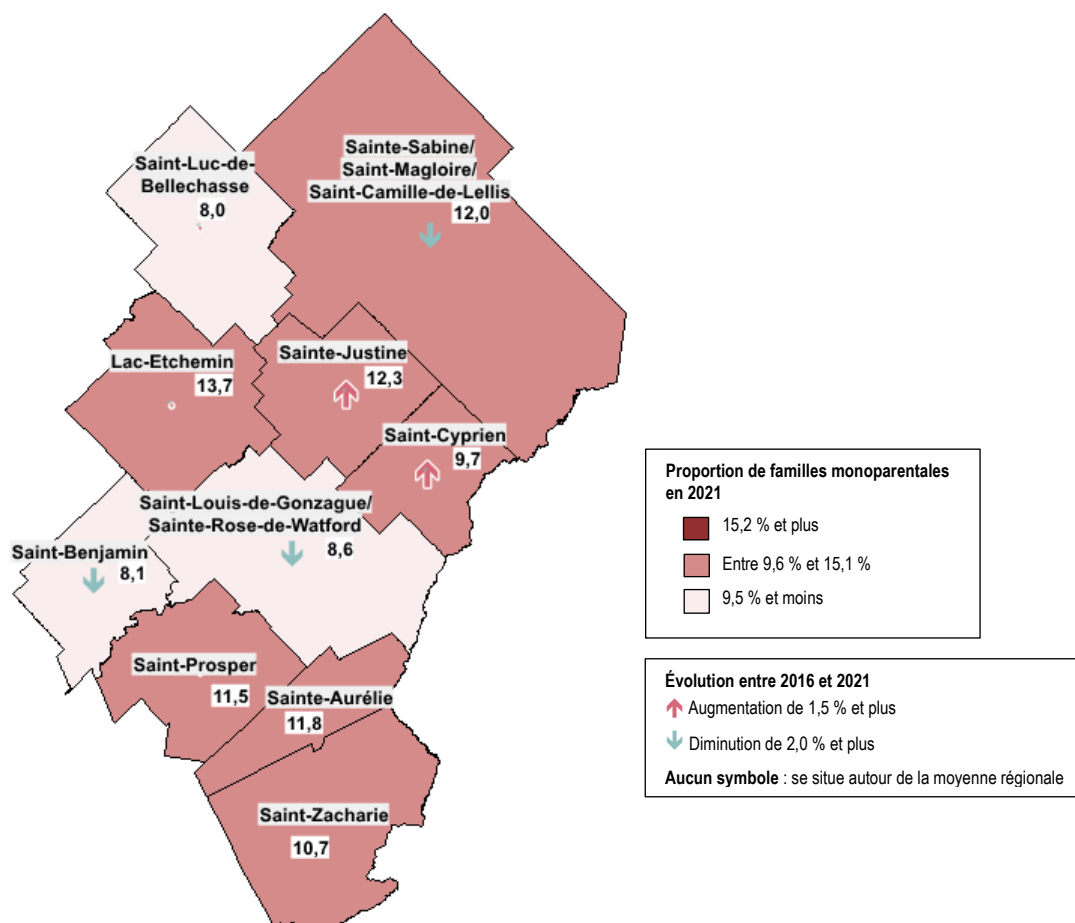 Saint-Luc-de-
Bellechasse
8,0
Sainte-Sabine/
Saint-Magloire/
Saint-Camille-de-Lellis
12,0
Lac-Etchemin
13,7
Sainte-Justine
12,3
Saint-Cyprien
9,7
Saint-Louis-de-Gonzague/
Sainte-Rose-de-Watford
8,6
Saint-Benjamin
8,1
Saint-Prosper
11,5
Sainte-Aurélie
11,8
Saint-Zacharie
10,7
Proportion de familles monoparentales
en 2021
15,2 % et plus
Entre 9,6 % et 15,1 %
9,5 % et moins
Évolution entre 2016 et 2021
Augmentation de 1,5 % et plus
Diminution de 2,0 % et plus
Aucun symbole : se situe autour de la moyenne régionale